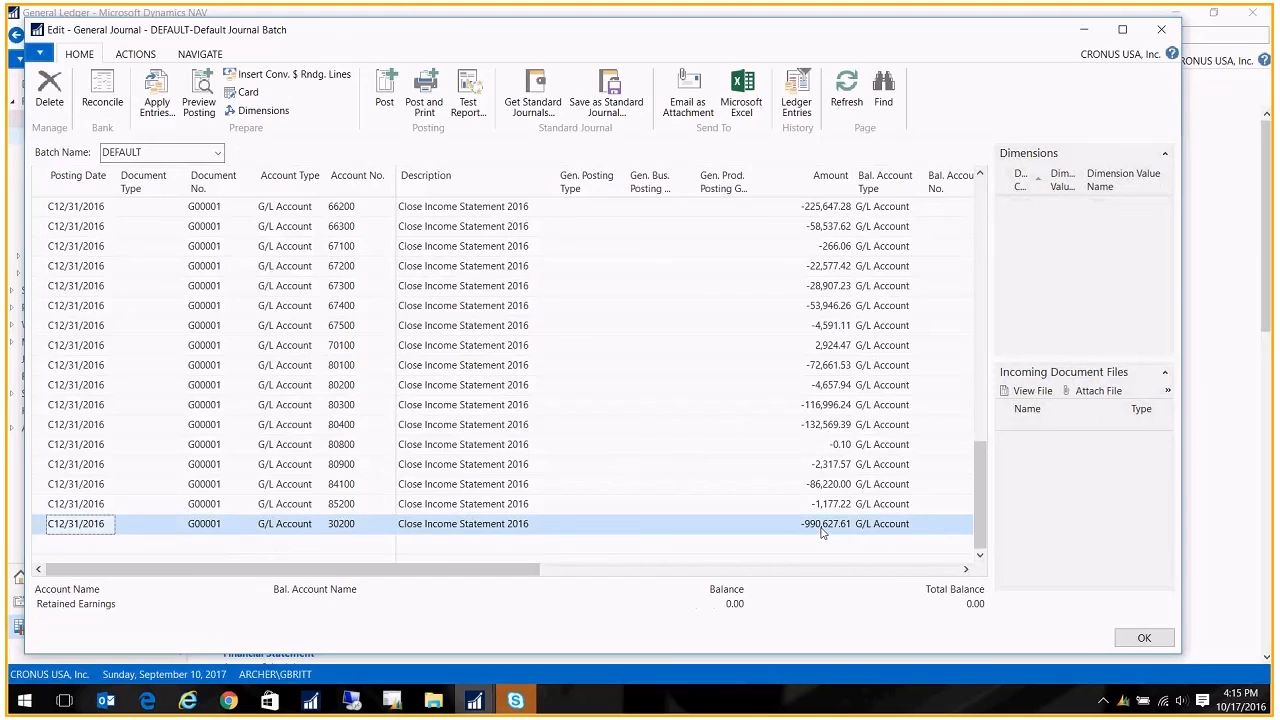 General Ledger - Microsoft Dynamics NAV
Edit - General Journal - DEFAULT-Default Journal Batch
HOME ACTIONS NAVIGATE CRONUS USA, Inc. CRONUS USA, Inc.
Delete
Reconcile
Apply Entries...
Preview Posting
Insert Conv. $ Rndg. Lines
Card
Dimensions
Post
Post and Print
Test Report...
Get Standard Journals...
Save as Standard Journal...
Email as Attachment
Microsoft Excel
Ledger Entries
Refresh
Find
Manage Bank Prepare Posting Standard Journal Send To History Page
Batch Name: DEFAULT
Posting Date Document Type Document No. Account Type Account No. Description Gen. Posting Type Gen. Bus. Posting ... Gen. Prod. Posting G... Amount Bal. Account Type Bal. Accou No.
C12/31/2016 G00001 G/L Account 66200 Close Income Statement 2016 -225,647.28 G/L Account
C12/31/2016 G00001 G/L Account 66300 Close Income Statement 2016 -58,537.62 G/L Account
C12/31/2016 G00001 G/L Account 67100 Close Income Statement 2016 -266.06 G/L Account
C12/31/2016 G00001 G/L Account 67200 Close Income Statement 2016 -22,577.42 G/L Account
C12/31/2016 G00001 G/L Account 67300 Close Income Statement 2016 -28,907.23 G/L Account
C12/31/2016 G00001 G/L Account 67400 Close Income Statement 2016 -53,946.26 G/L Account
C12/31/2016 G00001 G/L Account 67500 Close Income Statement 2016 -4,591.11 G/L Account
C12/31/2016 G00001 G/L Account 70100 Close Income Statement 2016 2,924.47 G/L Account
C12/31/2016 G00001 G/L Account 80100 Close Income Statement 2016 -72,661.53 G/L Account
C12/31/2016 G00001 G/L Account 80200 Close Income Statement 2016 -4,657.94 G/L Account
C12/31/2016 G00001 G/L Account 80300 Close Income Statement 2016 -116,996.24 G/L Account
C12/31/2016 G00001 G/L Account 80400 Close Income Statement 2016 -132,569.39 G/L Account
C12/31/2016 G00001 G/L Account 80800 Close Income Statement 2016 -0.10 G/L Account
C12/31/2016 G00001 G/L Account 80900 Close Income Statement 2016 -2,317.57 G/L Account
C12/31/2016 G00001 G/L Account 84100 Close Income Statement 2016 -86,220.00 G/L Account
C12/31/2016 G00001 G/L Account 85200 Close Income Statement 2016 -1,177.22 G/L Account
C12/31/2016 G00001 G/L Account 30200 Close Income Statement 2016 -990,627.61 G/L Account
Account Name Bal. Account Name Balance Total Balance
Retained Earnings 0.00 0.00
Dimensions
D... C... Dim... Valu... Dimension Value Name
Incoming Document Files
View File Attach File »
Name Type
OK
CRONUS USA, Inc. Sunday, September 10, 2017 ARCHER\GBRITT
4:15 PM
10/17/2016